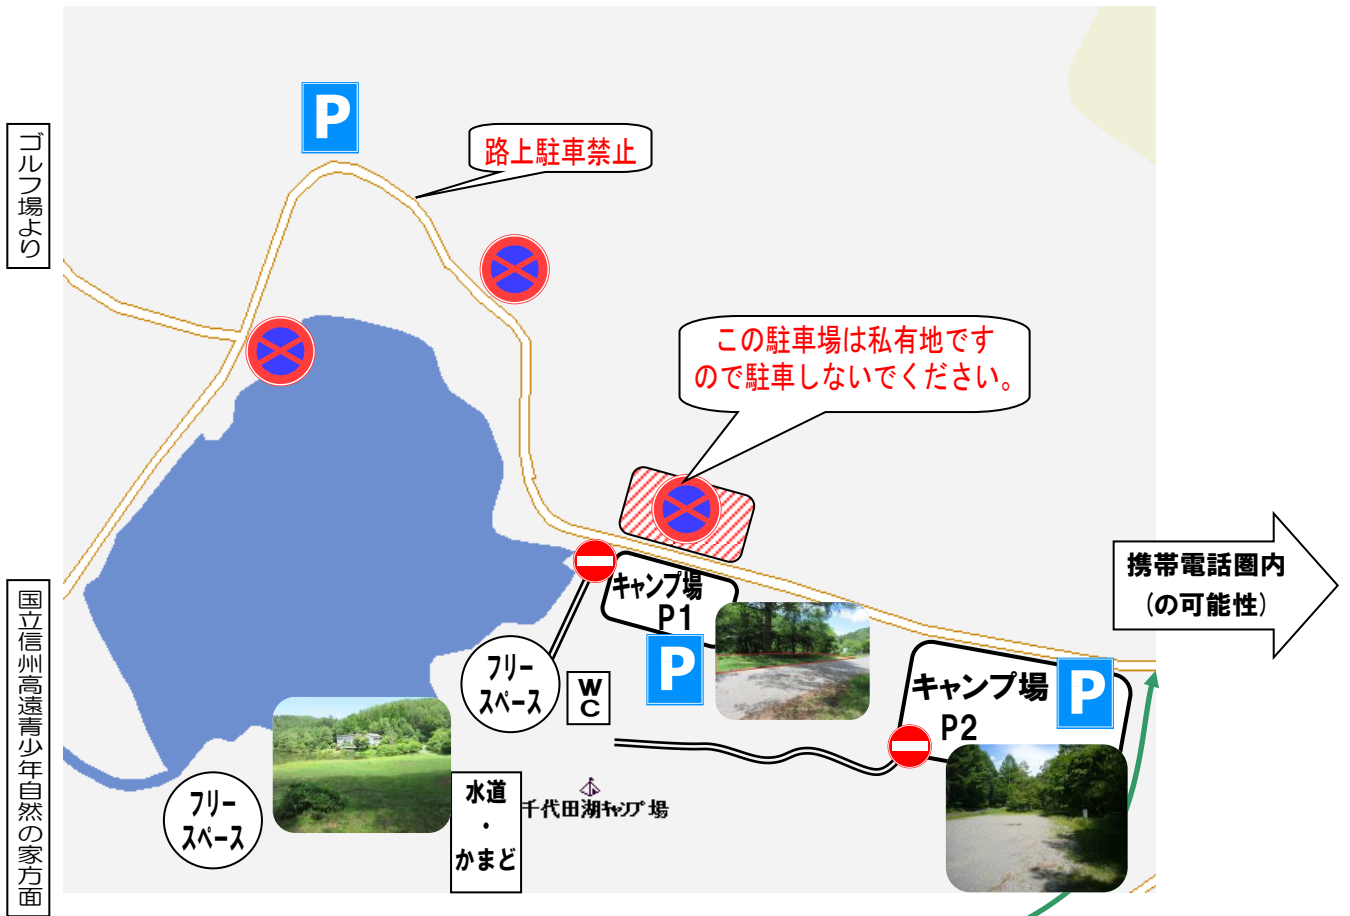 P
路上駐車禁止
ゴルフ場より
この駐車場は私有地です
ので駐車しないでください。
携帯電話圏内
(の可能性)
キャンプ場
P1
P
フリー
スペース
W
C
キャンプ場
P2
P
国立信州高遠青少年自然の家方面
水道
・
かまど
千代田湖キャンプ場
フリー
スペース